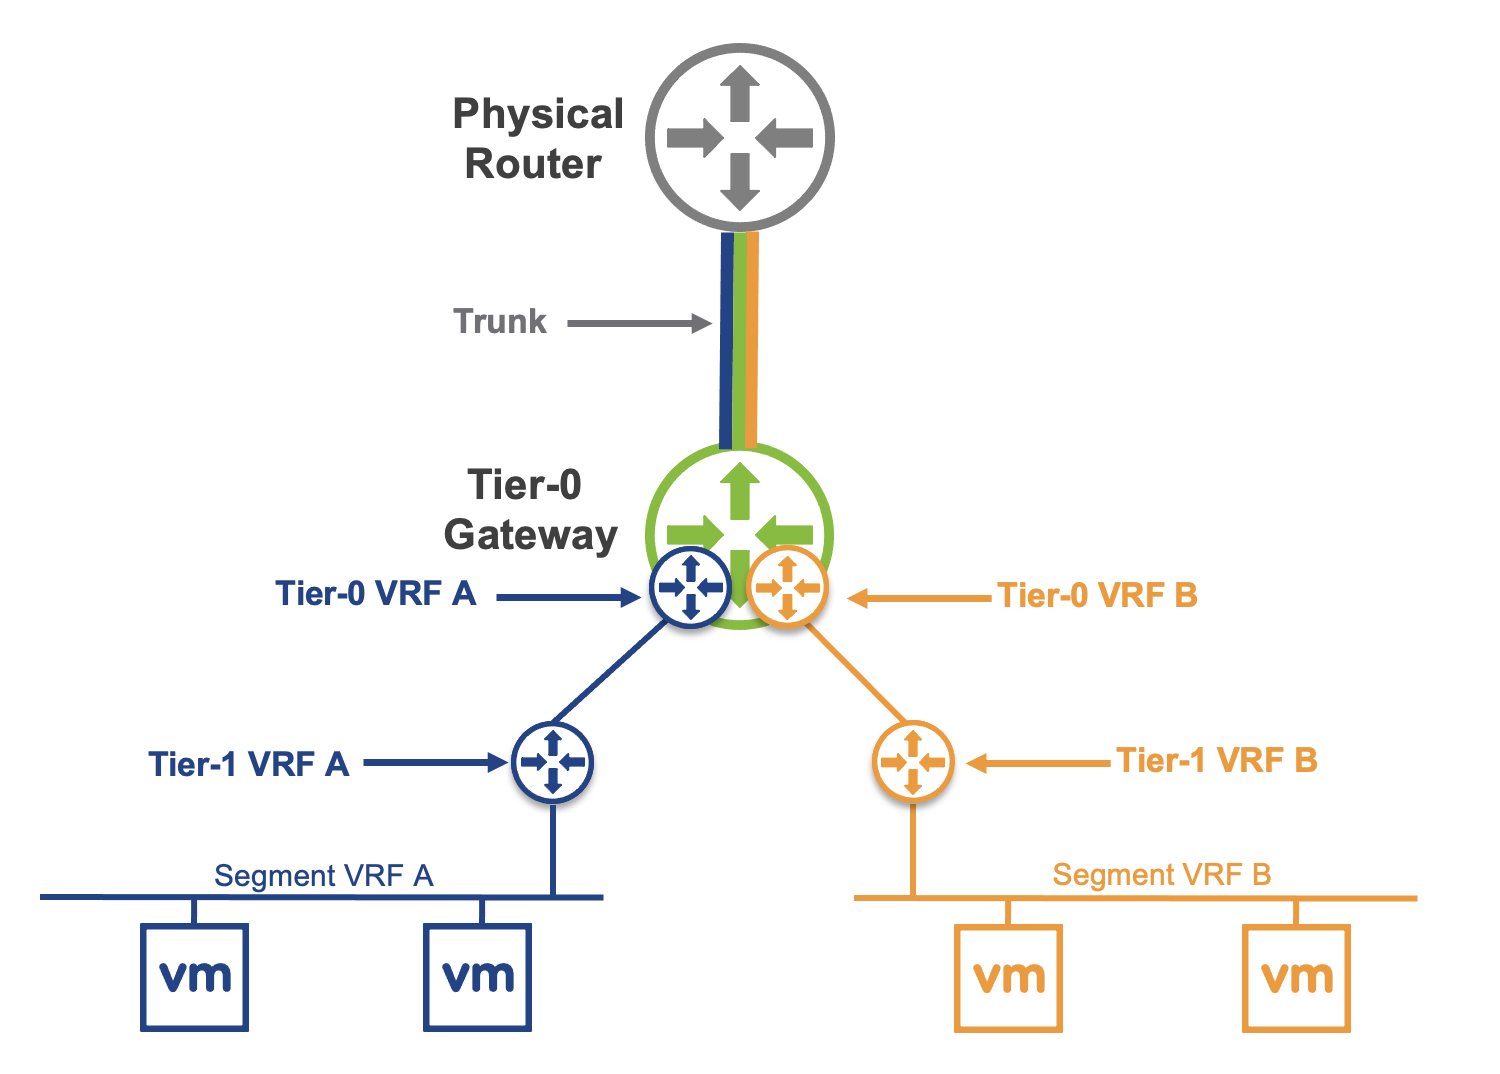 Physical
Router
Trunk
Tier-0
Gateway
Tier-0 VRF A
Tier-0 VRF B
Tier-1 VRF A
Tier-1 VRF B
Segment VRF A
Segment VRF B
vm
vm
vm
vm